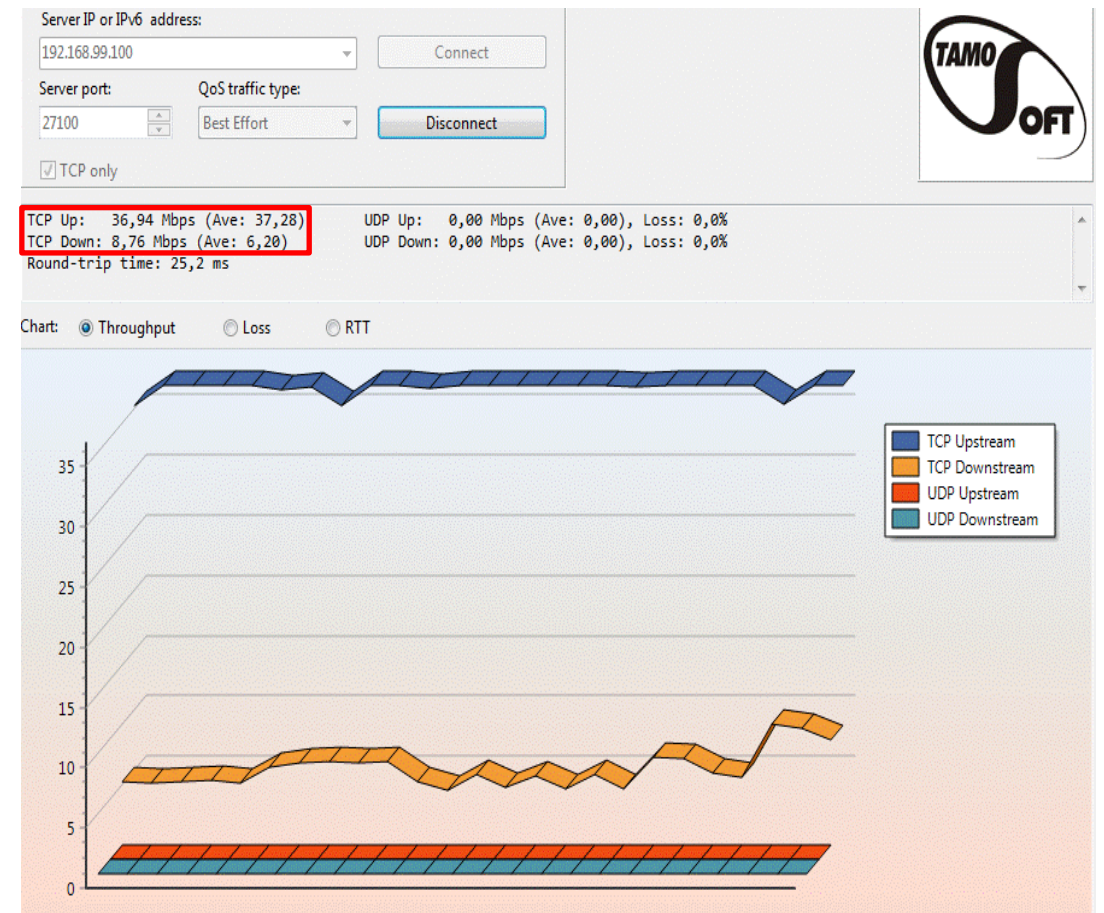 Server IP or IPv6 address:
192.168.99.100
Connect
Server port:
QoS traffic type:
27100
Best Effort
Disconnect
TCP only
TAMO
SOFT
TCP Up: 36,94 Mbps (Ave: 37,28) UDP Up: 0,00 Mbps (Ave: 0,00), Loss: 0,0%
TCP Down: 8,76 Mbps (Ave: 6,20) UDP Down: 0,00 Mbps (Ave: 0,00), Loss: 0,0%
Round-trip time: 25,2 ms
Chart: Throughput Loss RTT
TCP Upstream
TCP Downstream
UDP Upstream
UDP Downstream
35
30
25
20
15
10
5
0